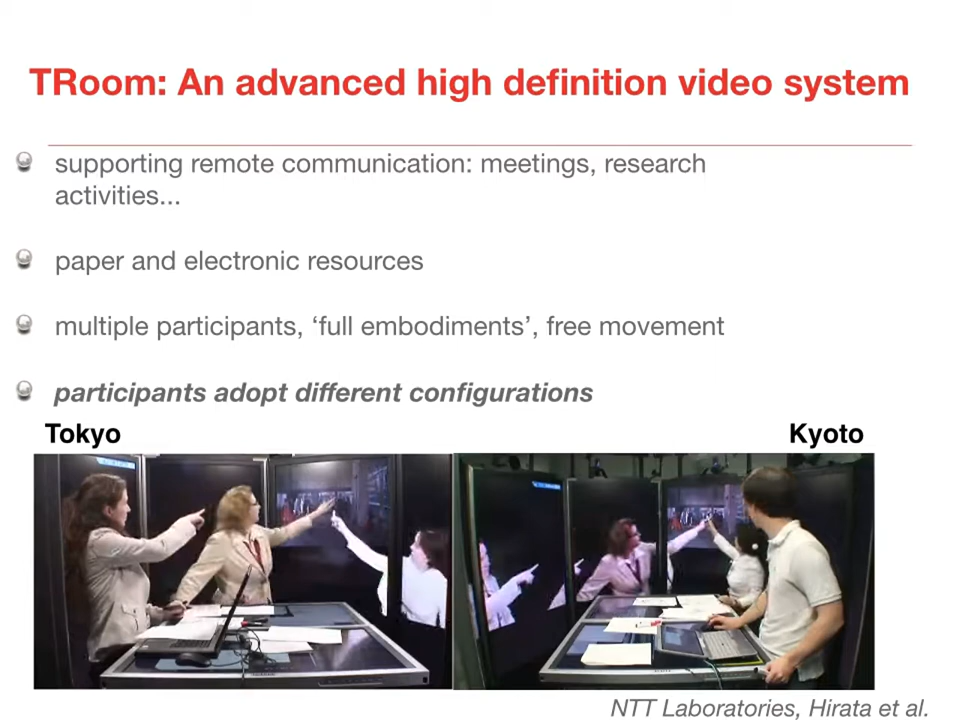 TRoom: An advanced high definition video system
supporting remote communication: meetings, research
activities...
paper and electronic resources
multiple participants, ‘full embodiments’, free movement
participants adopt different configurations
Tokyo
Kyoto
NTT Laboratories, Hirata et al.